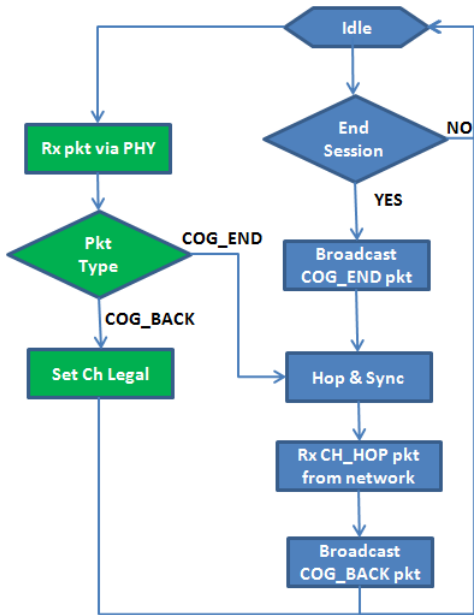 Idle
Rx pkt via PHY
End
Session
NO
YES
Pkt
Type
COG_END
Broadcast
COG_END pkt
COG_BACK
Set Ch Legal
Hop & Sync
Rx CH_HOP pkt
from network
Broadcast
COG_BACK pkt